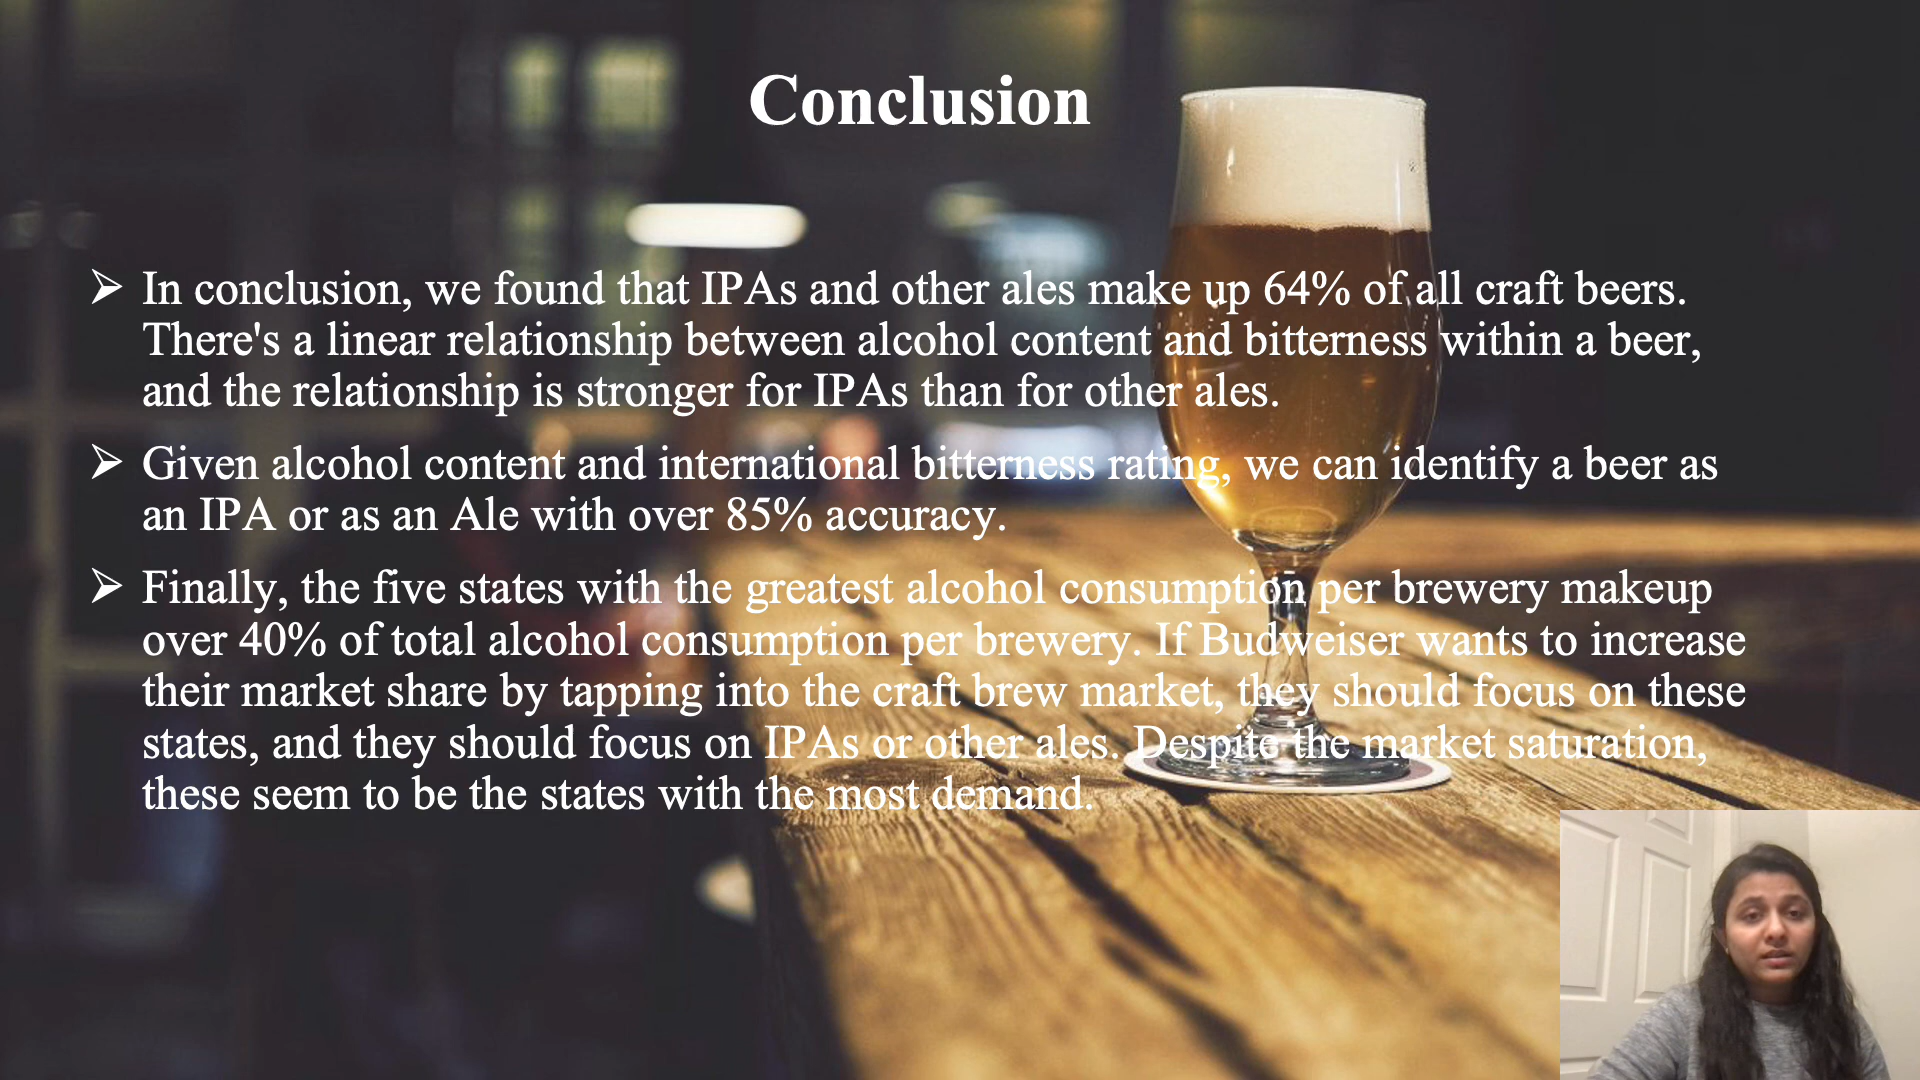 Conclusion
➢ In conclusion, we found that IPAs and other ales make up 64% of all craft beers.
There's a linear relationship between alcohol content and bitterness within a beer,
and the relationship is stronger for IPAs than for other ales.
➢ Given alcohol content and international bitterness rating, we can identify a beer as
an IPA or as an Ale with over 85% accuracy.
➢ Finally, the five states with the greatest alcohol consumption per brewery makeup
over 40% of total alcohol consumption per brewery. If Budweiser wants to increase
their market share by tapping into the craft brew market, they should focus on these
states, and they should focus on IPAs or other ales. Despite the market saturation,
these seem to be the states with the most demand.